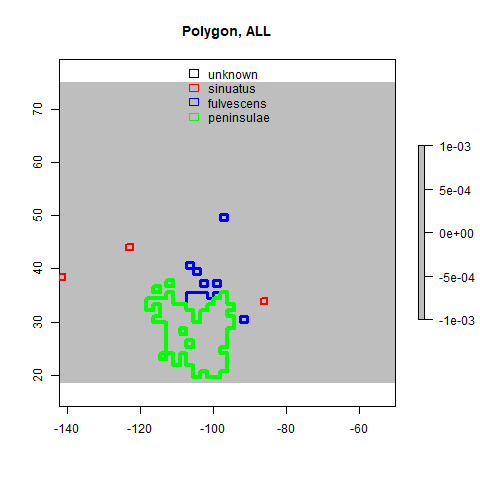 Polygon, ALL
unknown
sinuatus
fulvescens
peninsulae
70
60
50
40
30
20
-140
-120
-100
-80
-60
1e-03
5e-04
0e+00
-5e-04
-1e-03